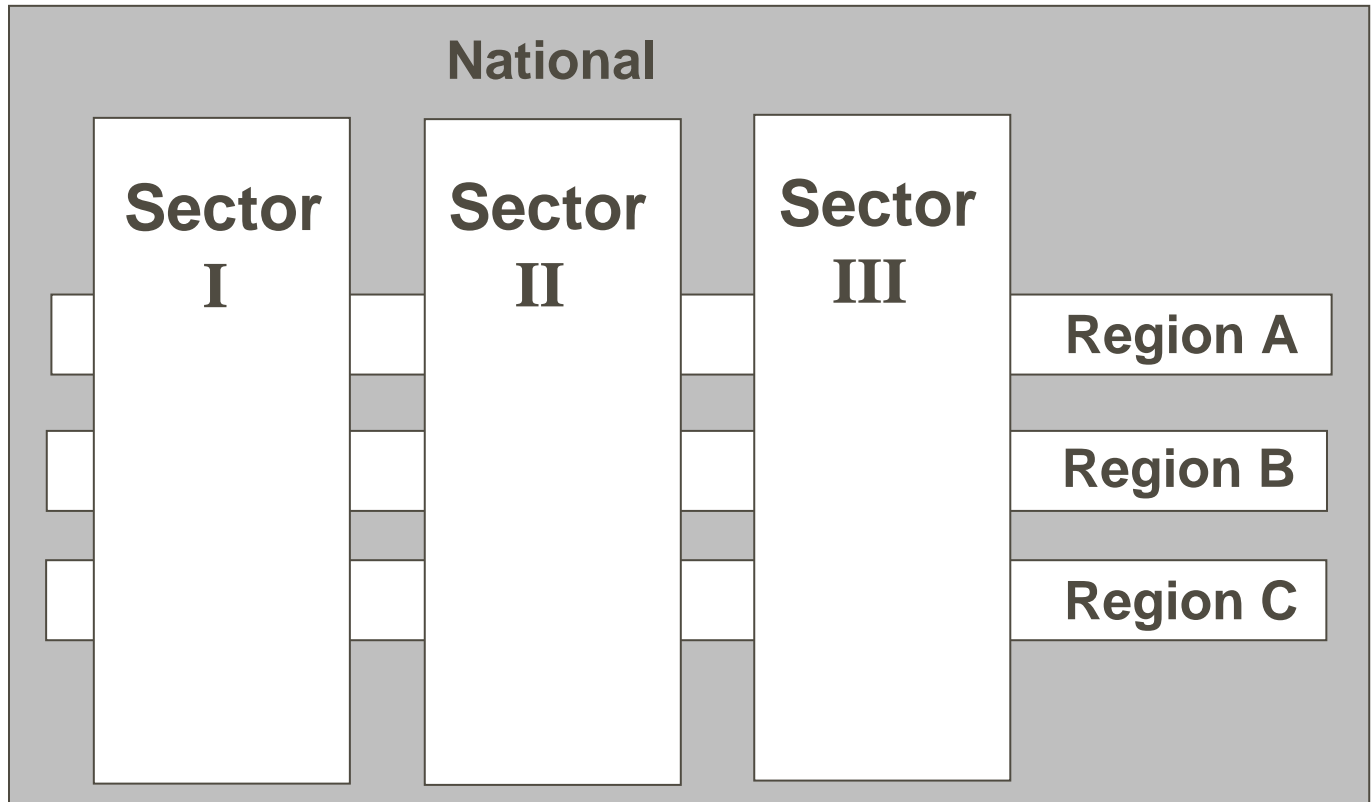 National
Sector
I
Sector
II
Sector
III
Region A
Region B
Region C